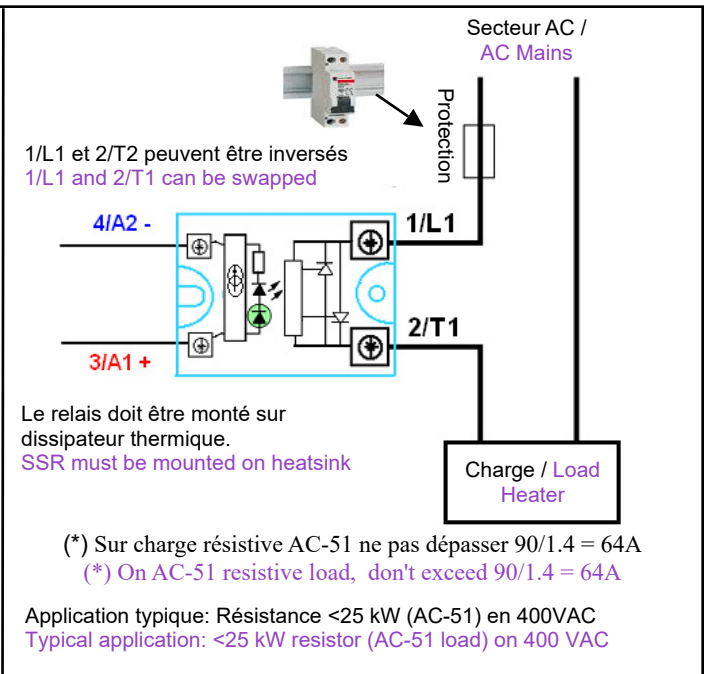 Secteur AC /
AC Mains
Protection
1/L1 et 2/T2 peuvent être inversés
1/L1 and 2/T1 can be swapped
4/A2 -
1/L1
2/T1
3/A1 +
Le relais doit être monté sur
dissipateur thermique.
SSR must be mounted on heatsink
Charge / Load
Heater
(*) Sur charge résistive AC-51 ne pas dépasser 90/1.4 = 64A
(*) On AC-51 resistive load, don't exceed 90/1.4 = 64A
Application typique: Résistance <25 kW (AC-51) en 400VAC
Typical application: <25 kW resistor (AC-51 load) on 400 VAC